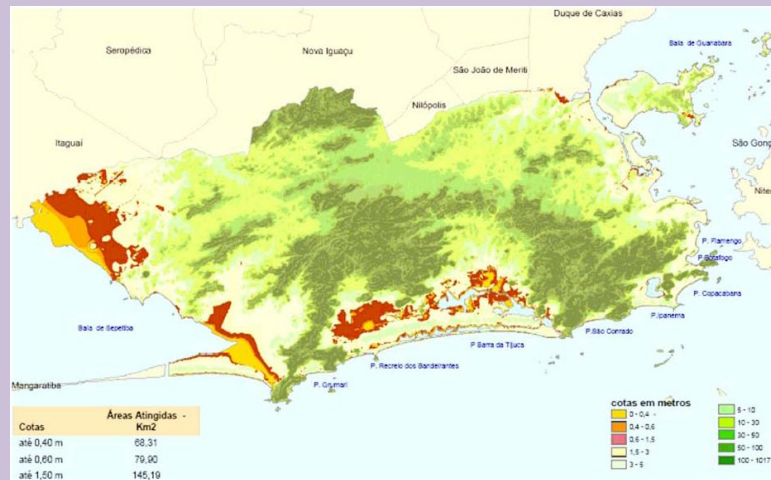 Duque de Caxias
Seropédica
Nova Iguaçu
Baía de Guanabara
São João de Meriti
Nilópolis
Itaguaí
São Gonç
Niter
P. Flamengo
P.Botafogo
P. Copacabana
P.Ipanema
P.São Conrado
P.Barra da Tijuca
P. Recreio dos Bandeirantes
P. Grumari
Baía de Sepetiba
Mangaratiba
Cotas Áreas Atingidas - Km2
até 0,40 m 68,31
até 0,60 m 79,90
até 1,50 m 145,19
cotas em metros
0 - 0,4 -
0.4 - 0,6
0,6 - 1,5
1,5 - 3
3 - 5
5 - 10
10 - 30
30 - 50
50 - 100
100 - 1017